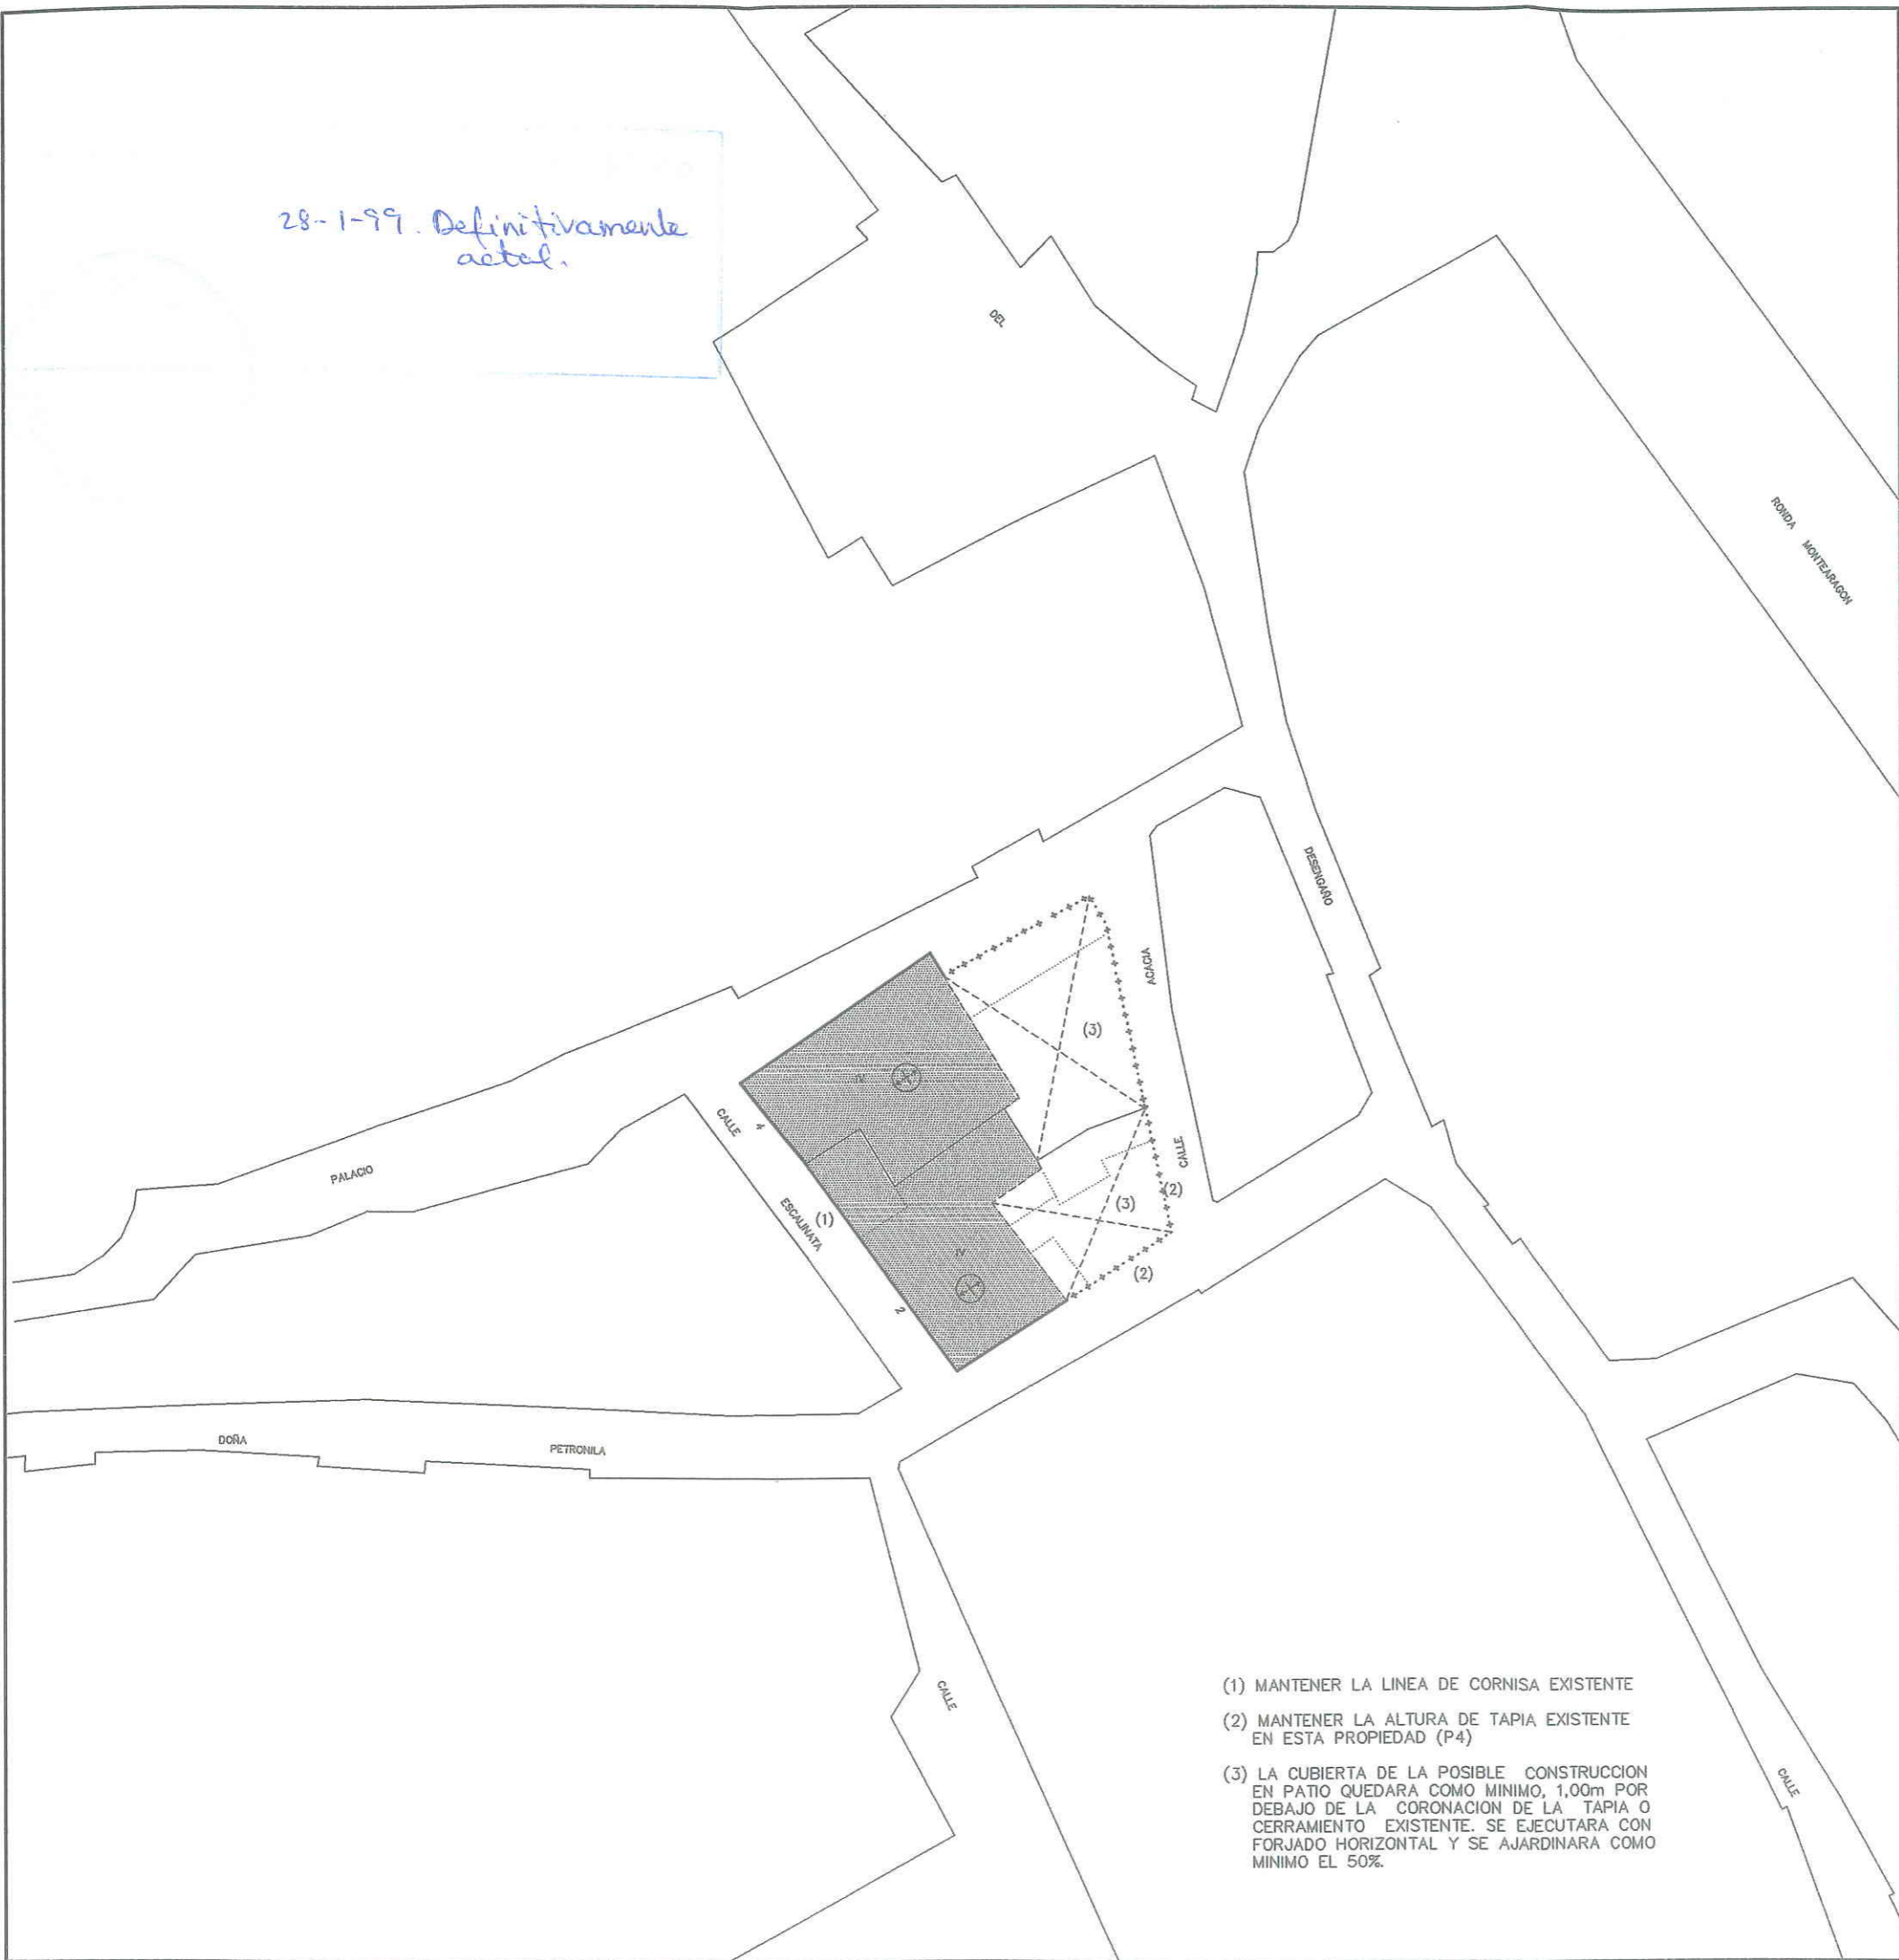 28-1-99. Definitivamente
actal.
DEL
RONDA MONTEARAGON
DESENGAÑO
ACACIA
(3)
IV
CALLE
4
PALACIO
CALLE
(2)
(3)
ESCALINATA
(1)
IV
(2)
2
DOÑA
PETRONILA
CALLE
CALLE
(1) MANTENER LA LINEA DE CORNISA EXISTENTE
(2) MANTENER LA ALTURA DE TAPIA EXISTENTE
EN ESTA PROPIEDAD (P4)
(3) LA CUBIERTA DE LA POSIBLE CONSTRUCCION
EN PATIO QUEDARA COMO MINIMO, 1,00m POR
DEBAJO DE LA CORONACION DE LA TAPIA O
CERRAMIENTO EXISTENTE. SE EJECUTARA CON
FORJADO HORIZONTAL Y SE AJARDINARA COMO
MINIMO EL 50%.